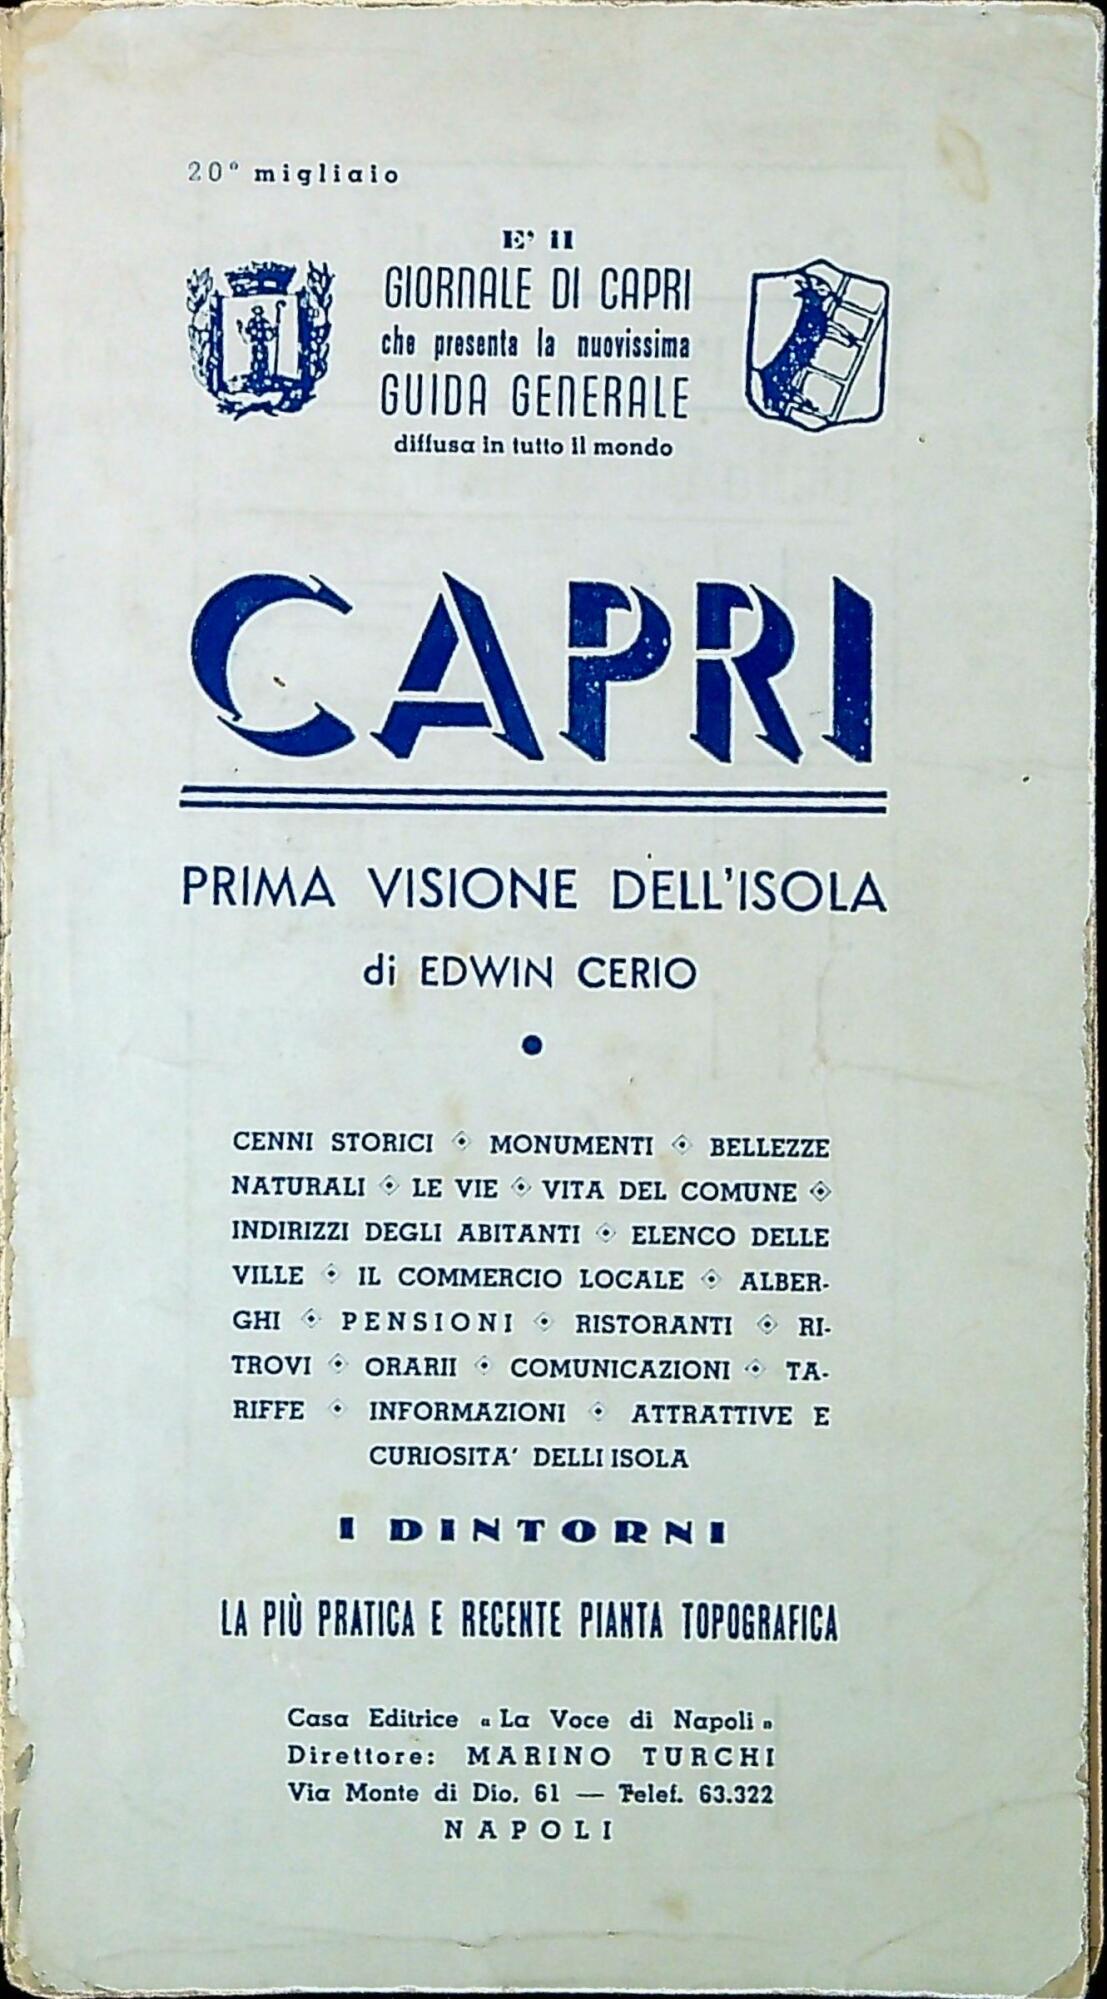 20º migliaio
E' il
GIORNALE DI CAPRI
che presenta la nuovissima
GUIDA GENERALE
diffusa in tutto il mondo
CAPRI
PRIMA VISIONE DELL'ISOLA
di EDWIN CERIO
CENNI STORICI ◈ MONUMENTI ◈ BELLEZZE
NATURALI ◈ LE VIE ◈ VITA DEL COMUNE ◈
INDIRIZZI DEGLI ABITANTI ◈ ELENCO DELLE
VILLE ◈ IL COMMERCIO LOCALE ◈ ALBER-
GHI ◈ PENSIONI ◈ RISTORANTI ◈ RI-
TROVI ◈ ORARII ◈ COMUNICAZIONI ◈ TA-
RIFFE ◈ INFORMAZIONI ◈ ATTRATTIVE E
CURIOSITA' DELLIISOLA
I DINTORNI
LA PIÙ PRATICA E RECENTE PIANTA TOPOGRAFICA
Casa Editrice « La Voce di Napoli »
Direttore: MARINO TURCHI
Via Monte di Dio, 61 — Telef. 63.322
NAPOLI